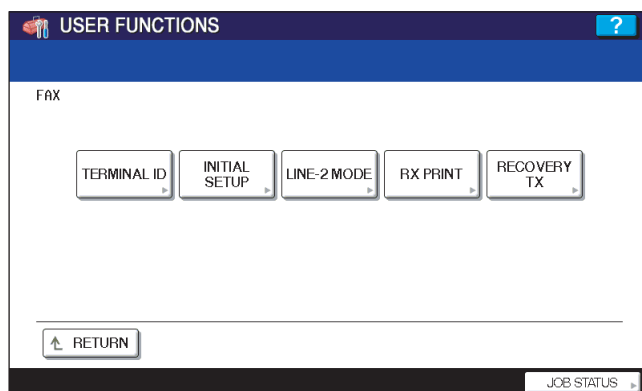 USER FUNCTIONS ?
FAX
TERMINAL ID
INITIAL
SETUP
LINE-2 MODE
RX PRINT
RECOVERY
TX
RETURN
JOB STATUS